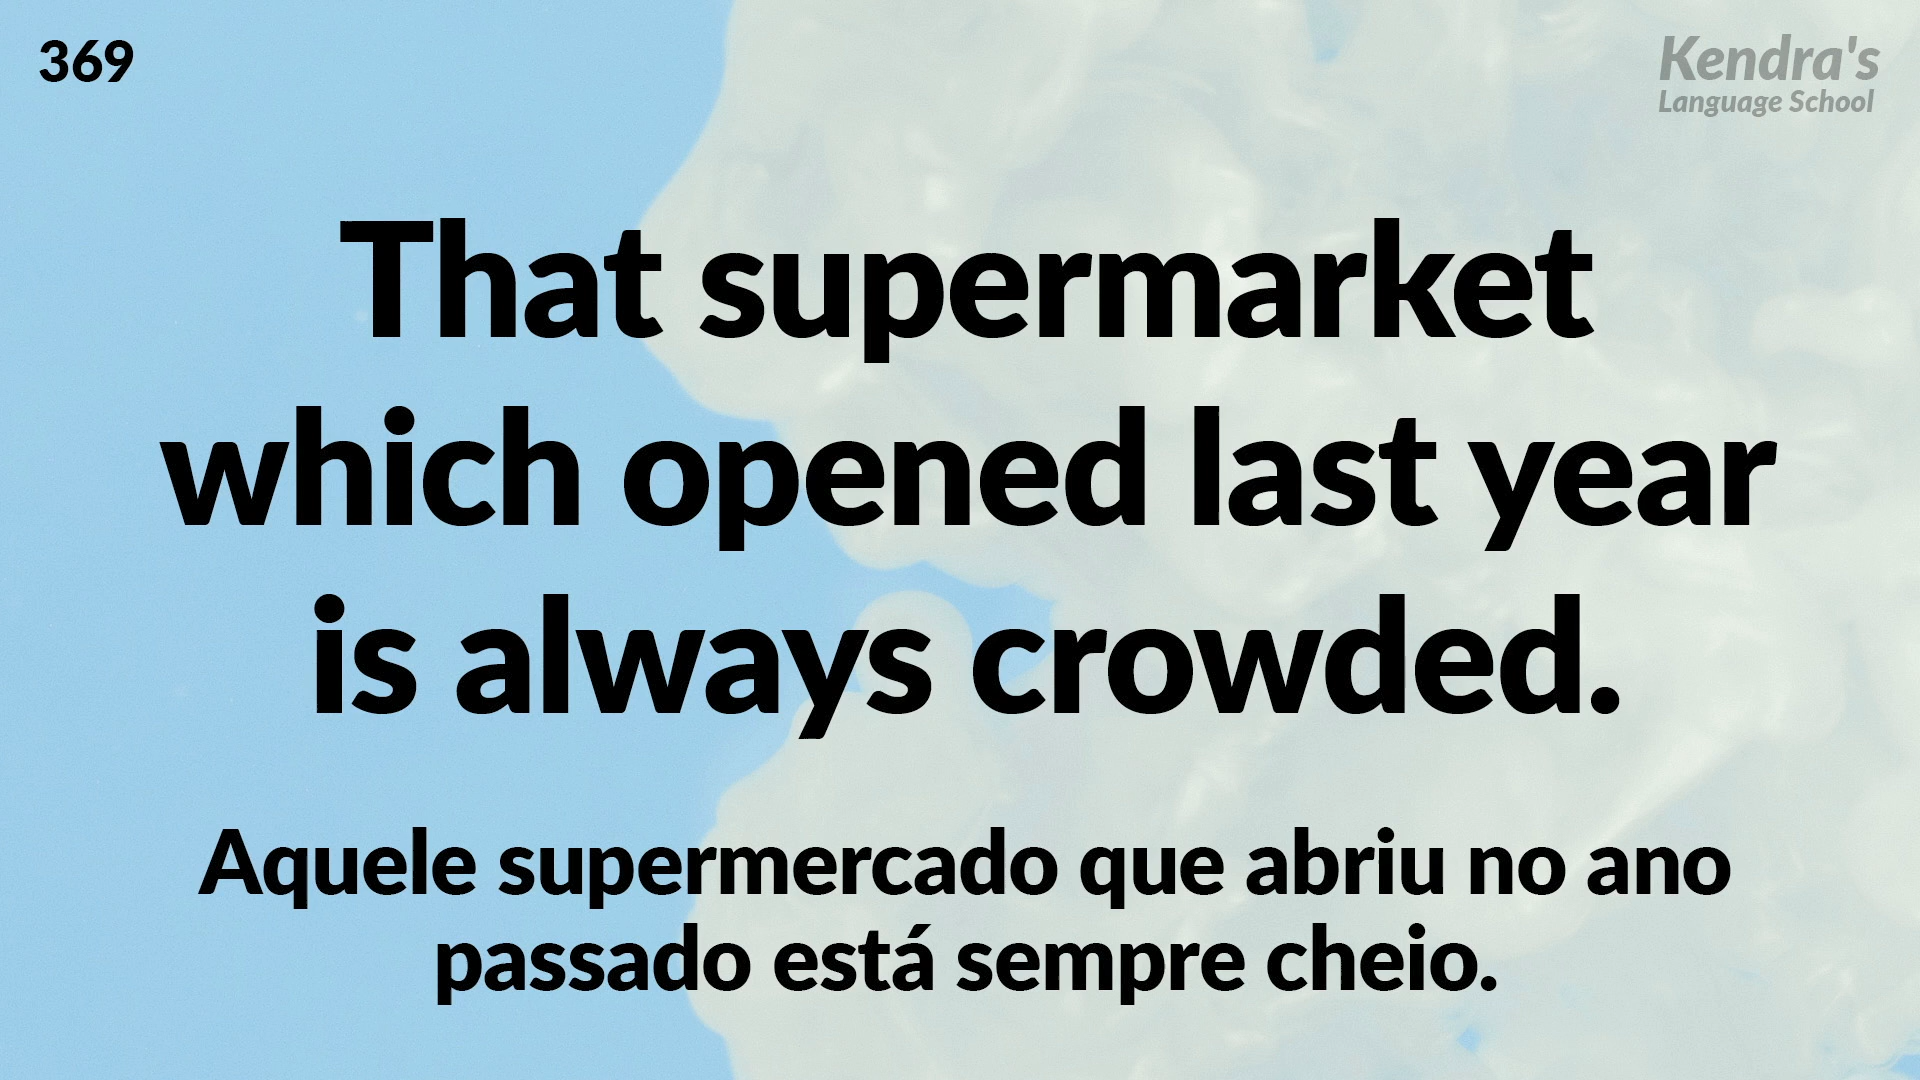 369
Kendra's
Language School
That supermarket
which opened last year
is always crowded.
Aquele supermercado que abriu no ano
passado está sempre cheio.